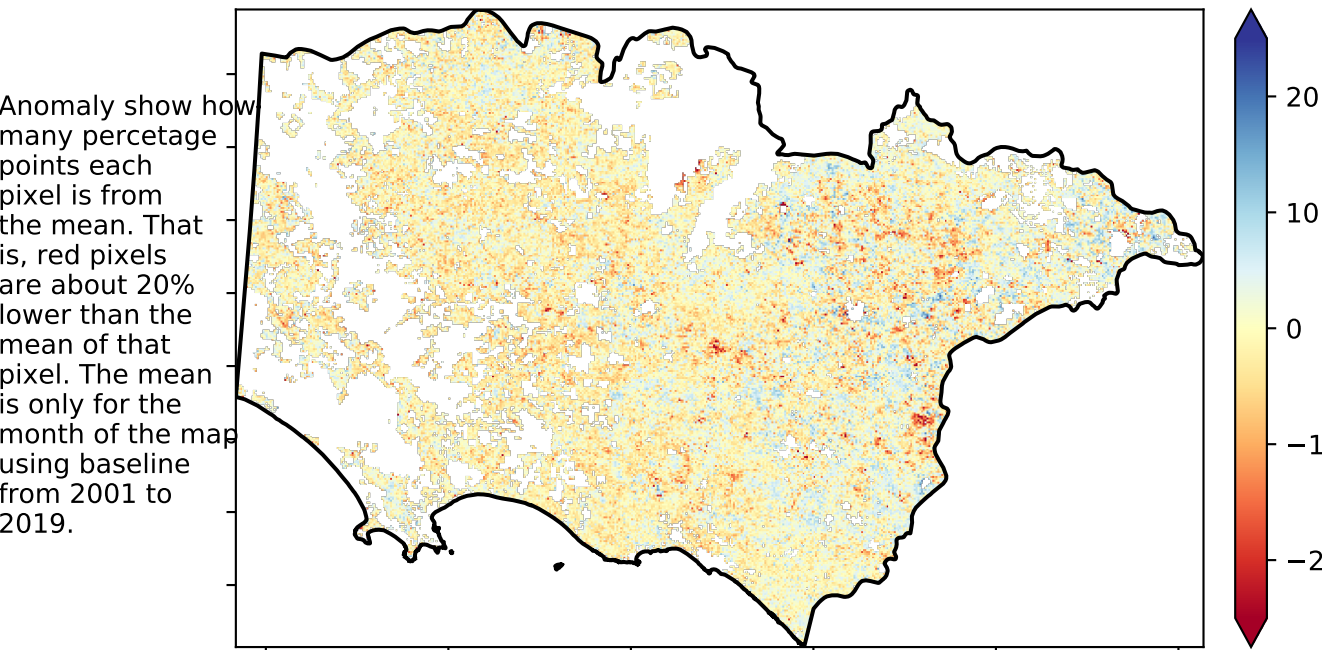 Anomaly show how
many percetage
points each
pixel is from
the mean. That
is, red pixels
are about 20%
lower than the
mean of that
pixel. The mean
is only for the
month of the map
using baseline
from 2001 to
2019.
20
10
0
−1
−2